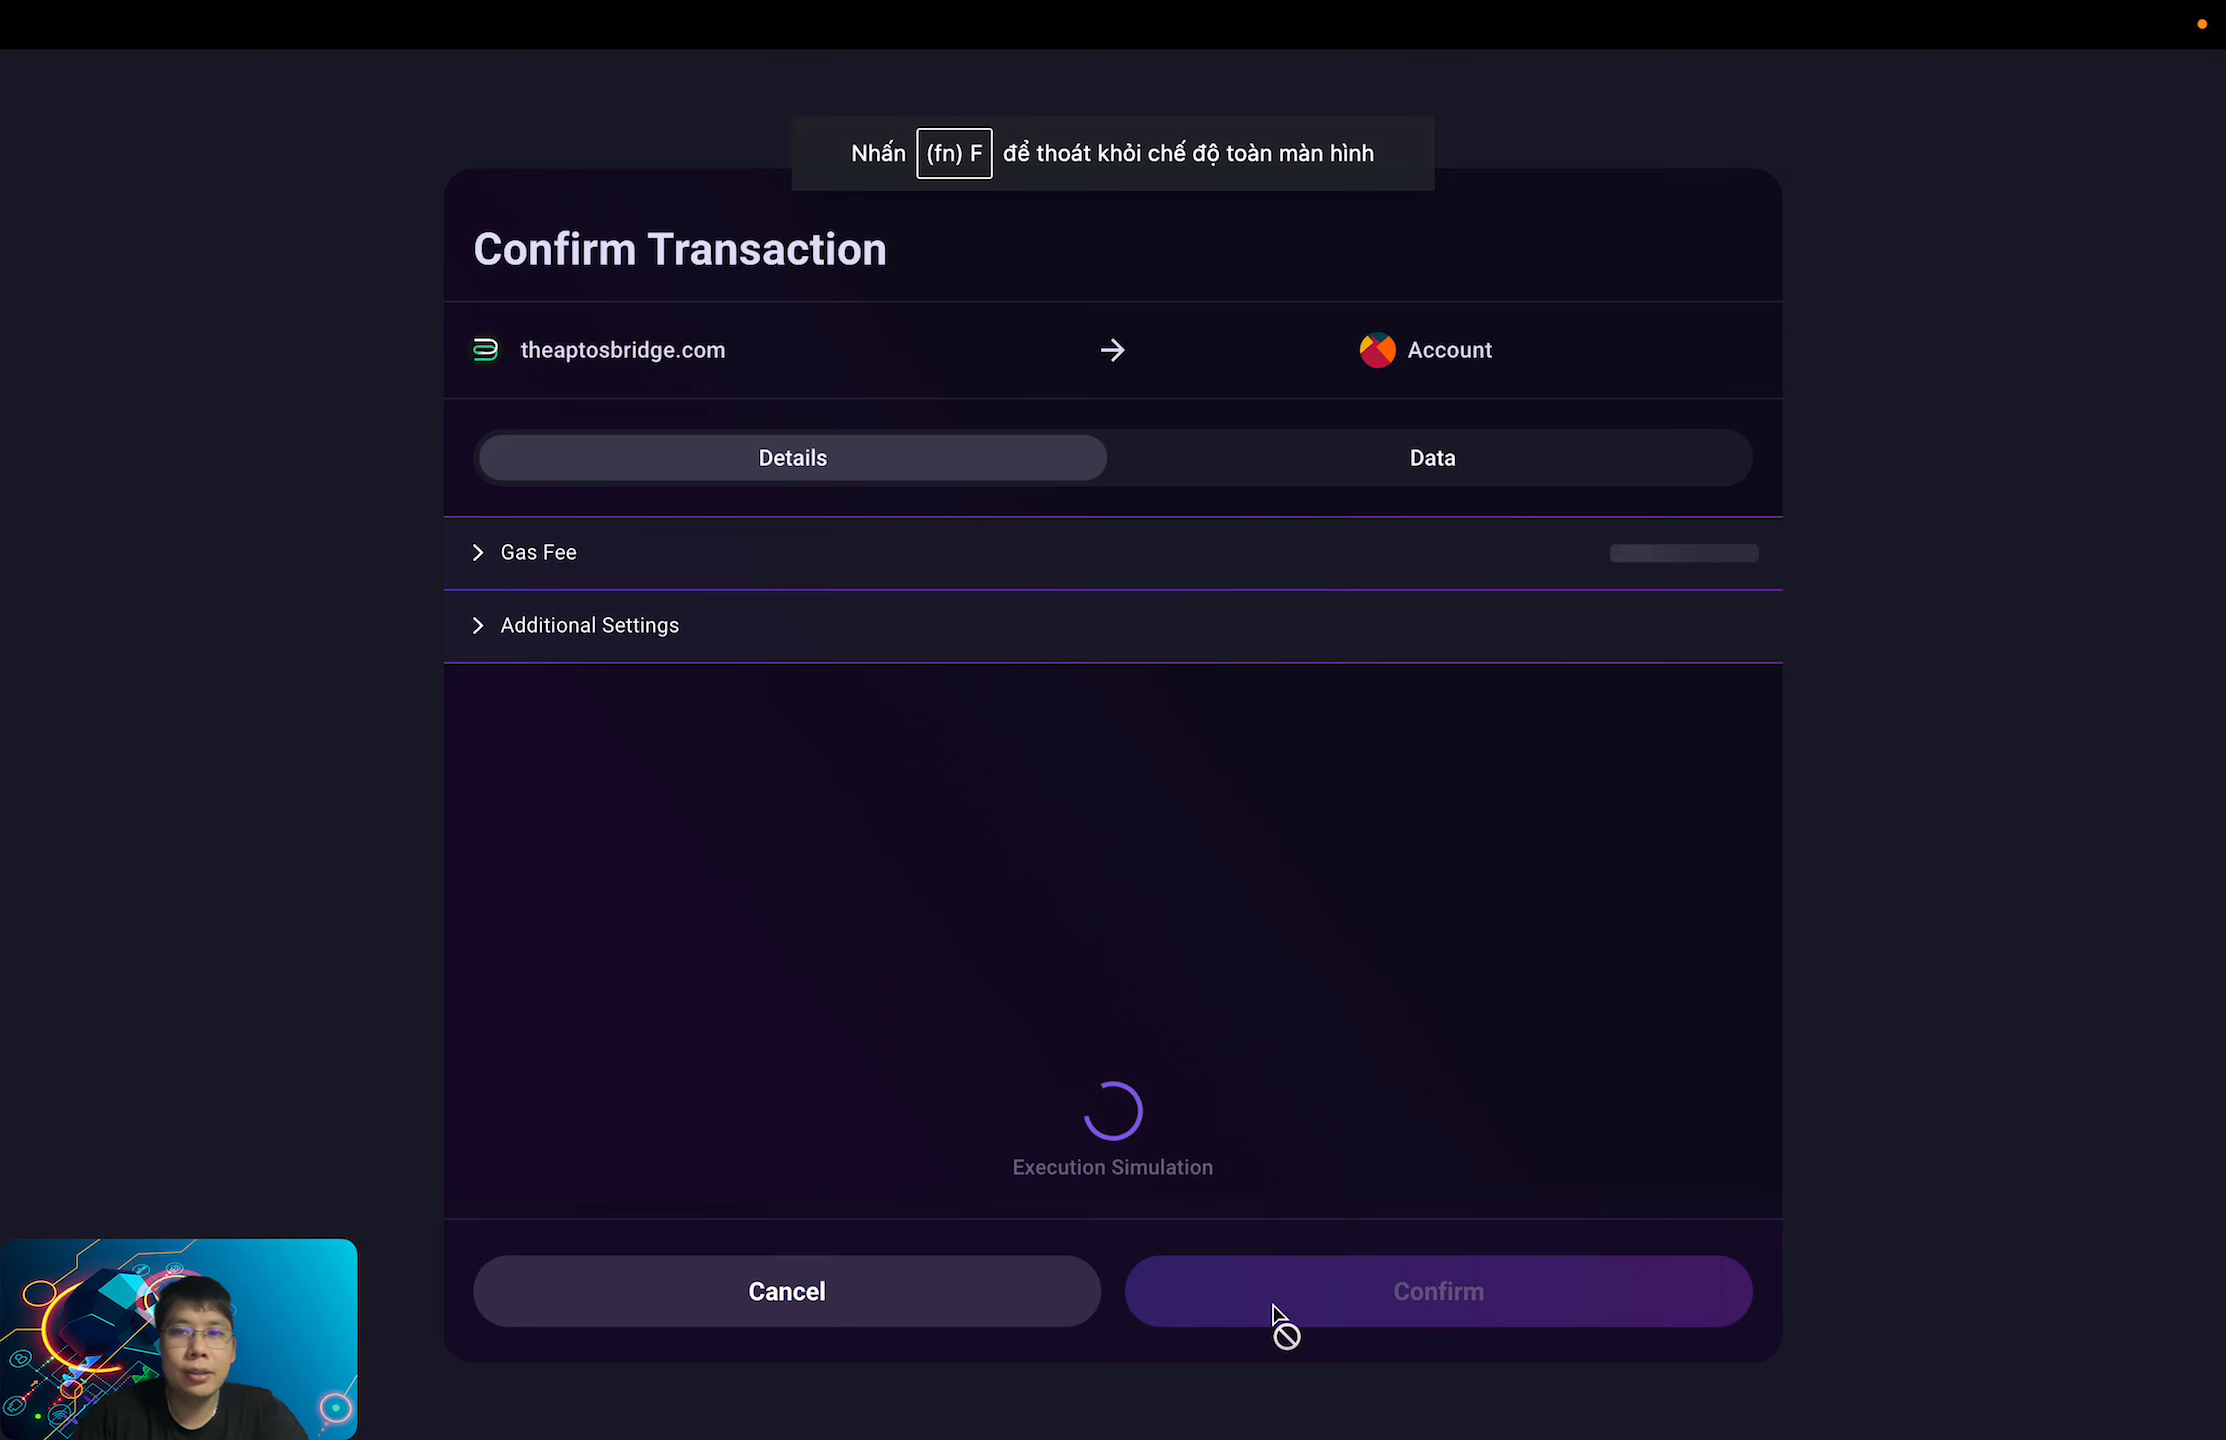 Nhấn (fn) F để thoát khỏi chế độ toàn màn hình
Confirm Transaction
theaptosbridge.com
Account
Details
Data
Gas Fee
Additional Settings
Execution Simulation
Cancel
Confirm